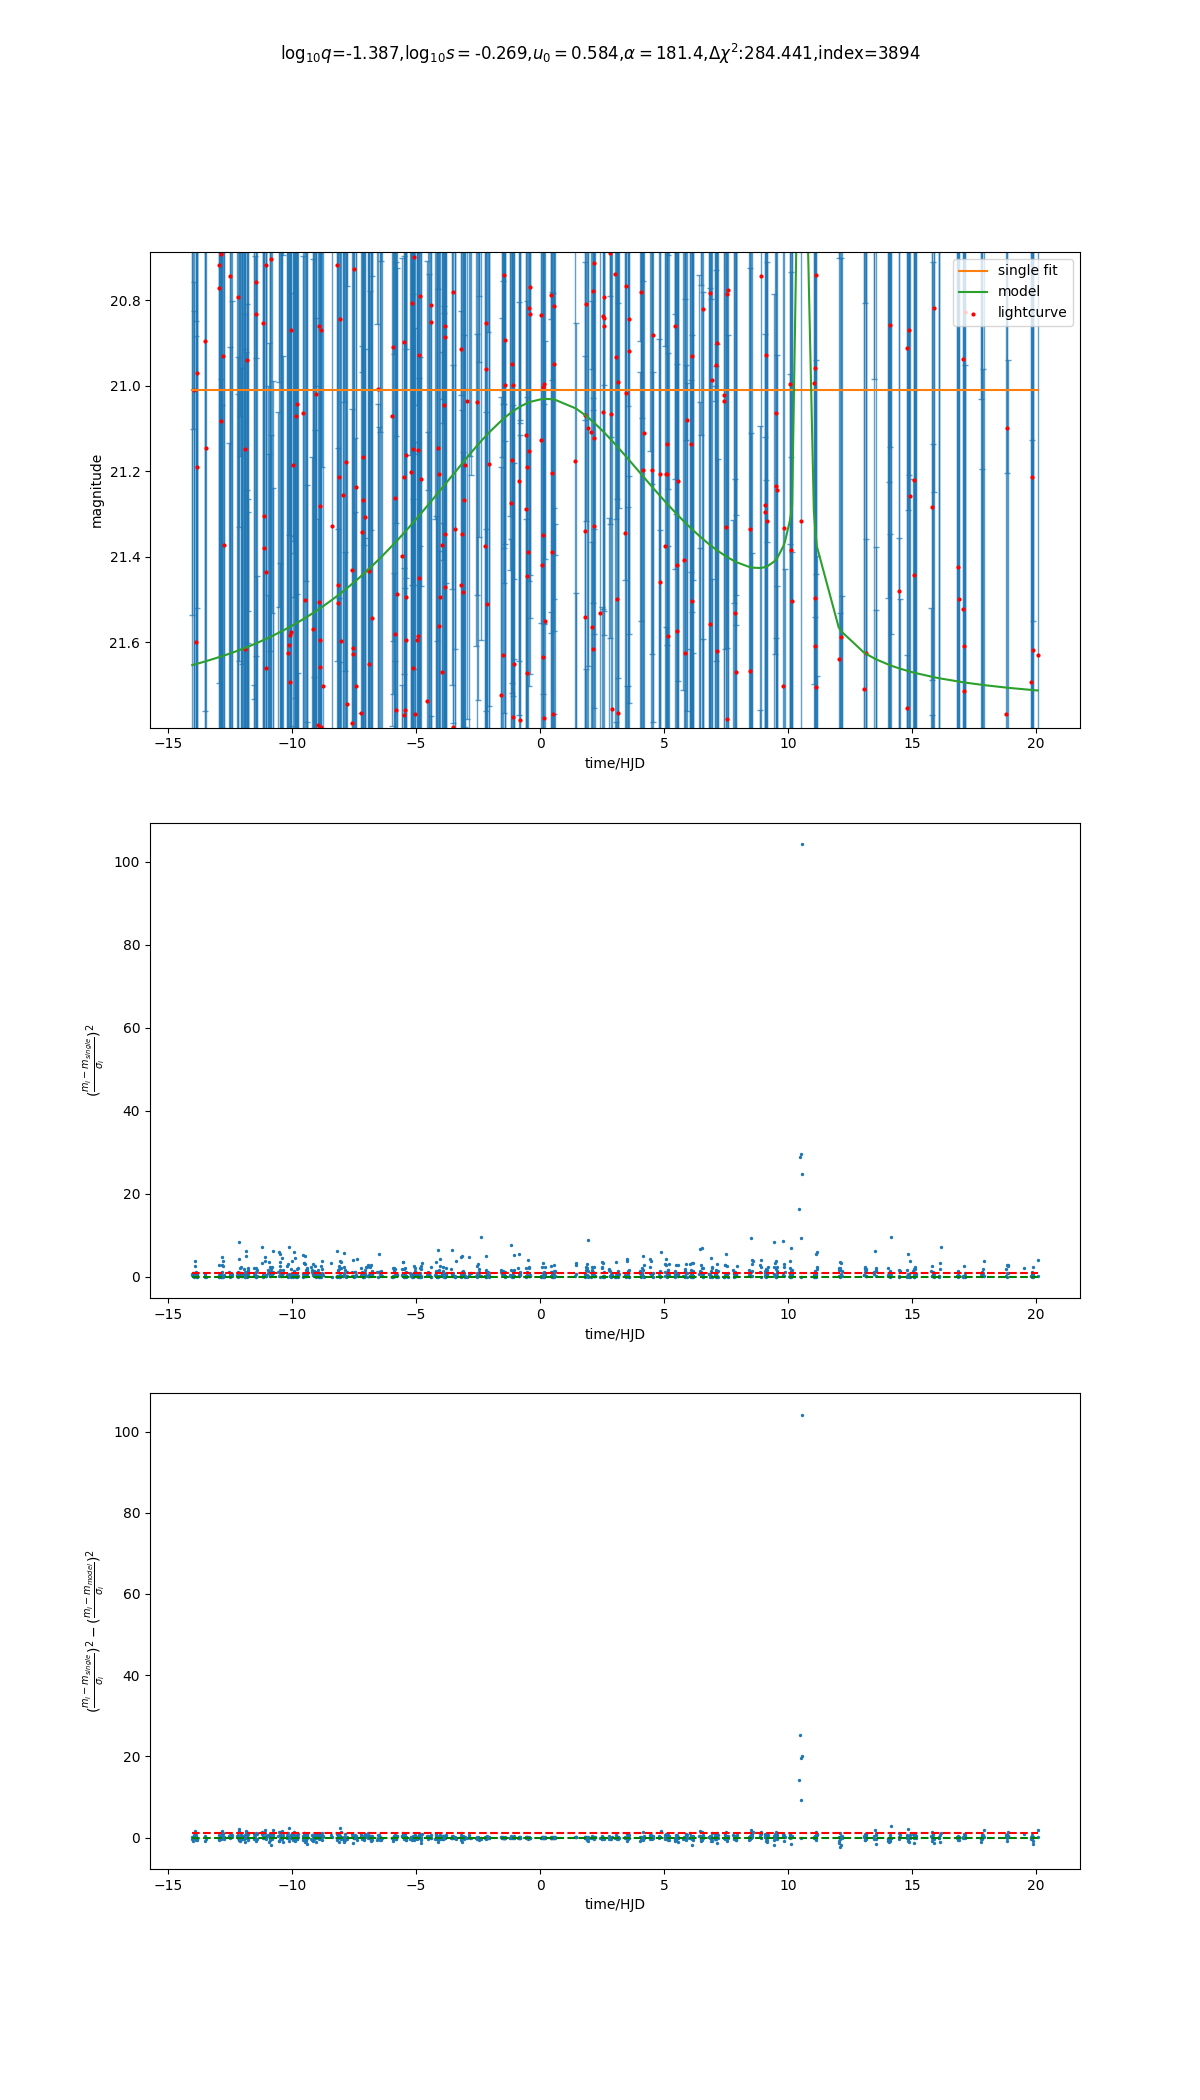 log₁₀q=-1.387,log₁₀s = -0.269,u₀ = 0.584,α = 181.4,Δχ²:284.441,index=3894
single fit
model
lightcurve
magnitude
20.8
21.0
21.2
21.4
21.6
−15 −10 −5 0 5 10 15 20
time/HJD
(mᵢ − m_single / σᵢ)²
100
80
60
40
20
0
−15 −10 −5 0 5 10 15 20
time/HJD
(mᵢ − m_single / σᵢ)² − (mᵢ − m_model / σᵢ)²
100
80
60
40
20
0
−15 −10 −5 0 5 10 15 20
time/HJD